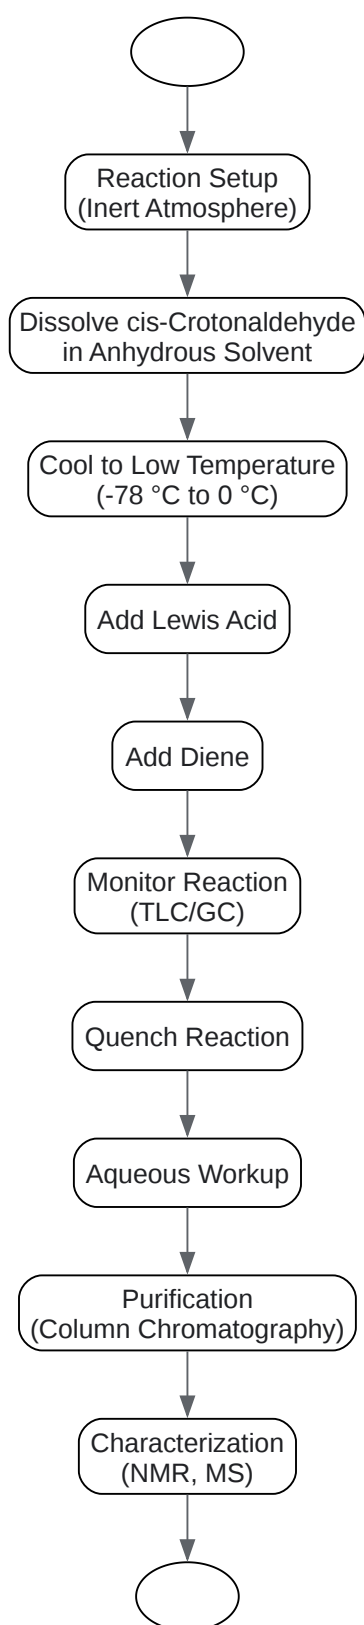 Reaction Setup
(Inert Atmosphere)
Dissolve cis-Crotonaldehyde
in Anhydrous Solvent
Cool to Low Temperature
(-78 °C to 0 °C)
Add Lewis Acid
Add Diene
Monitor Reaction
(TLC/GC)
Quench Reaction
Aqueous Workup
Purification
(Column Chromatography)
Characterization
(NMR, MS)